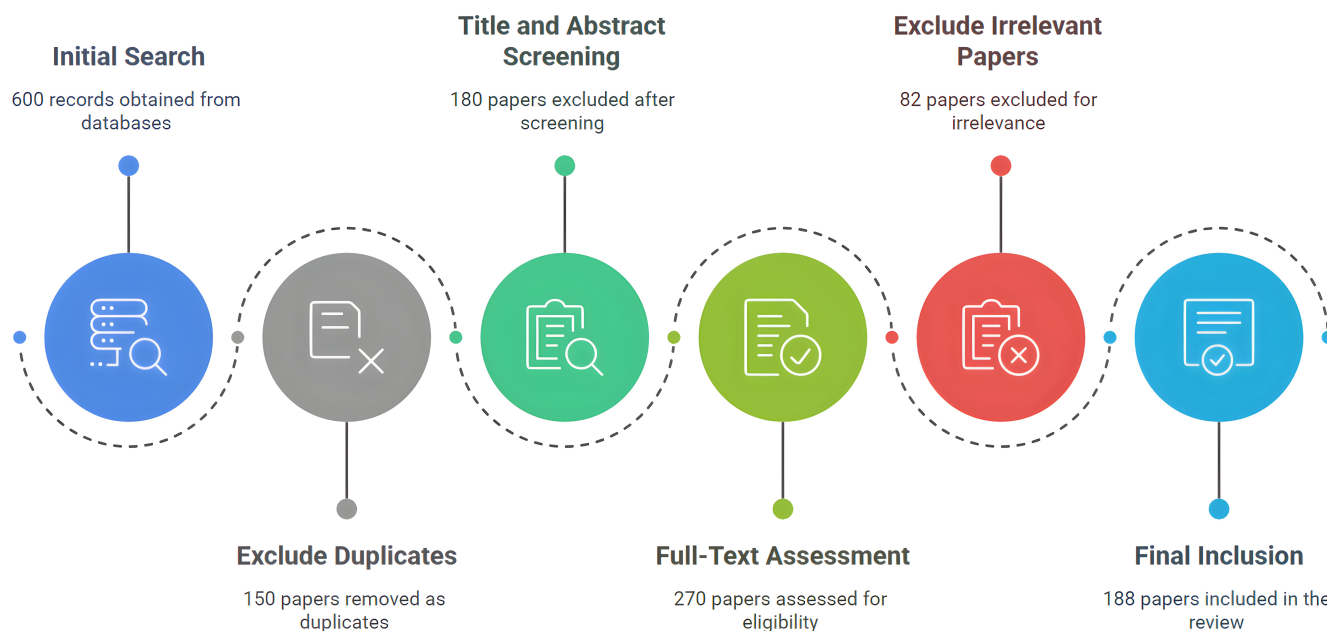 Initial Search
600 records obtained from
databases
Exclude Duplicates
150 papers removed as
duplicates
Title and Abstract
Screening
180 papers excluded after
screening
Full-Text Assessment
270 papers assessed for
eligibility
Exclude Irrelevant
Papers
82 papers excluded for
irrelevance
Final Inclusion
188 papers included in the
review